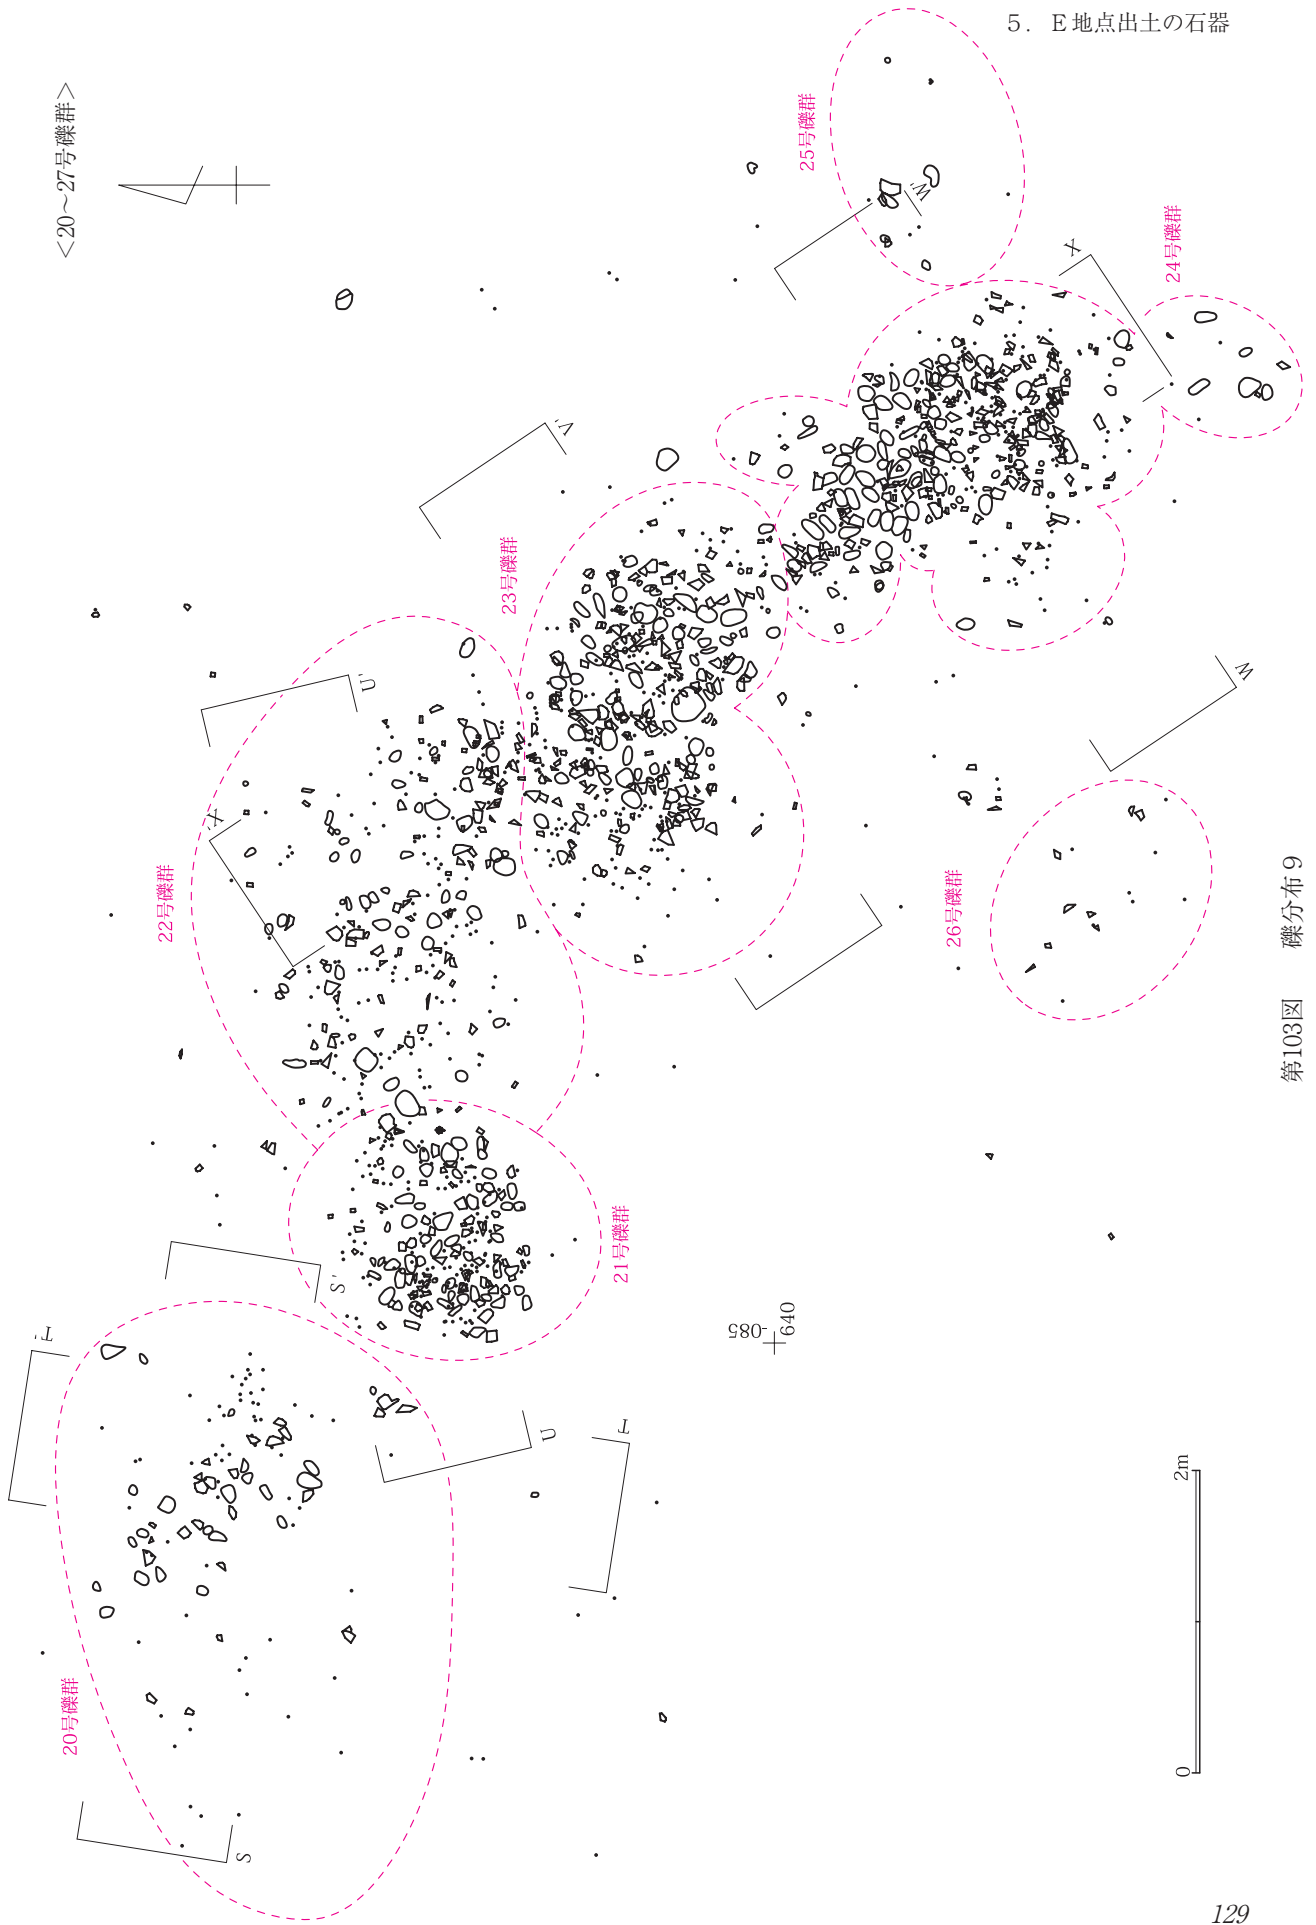 5．E地点出土の石器
＜20～27号礫群＞
25号礫群
24号礫群
23号礫群
22号礫群
26号礫群
21号礫群
20号礫群
W'
X
V'
U'
X'
W
S'
T'
U
T
S
-085
640
2m
0
第103図　礫分布９
129